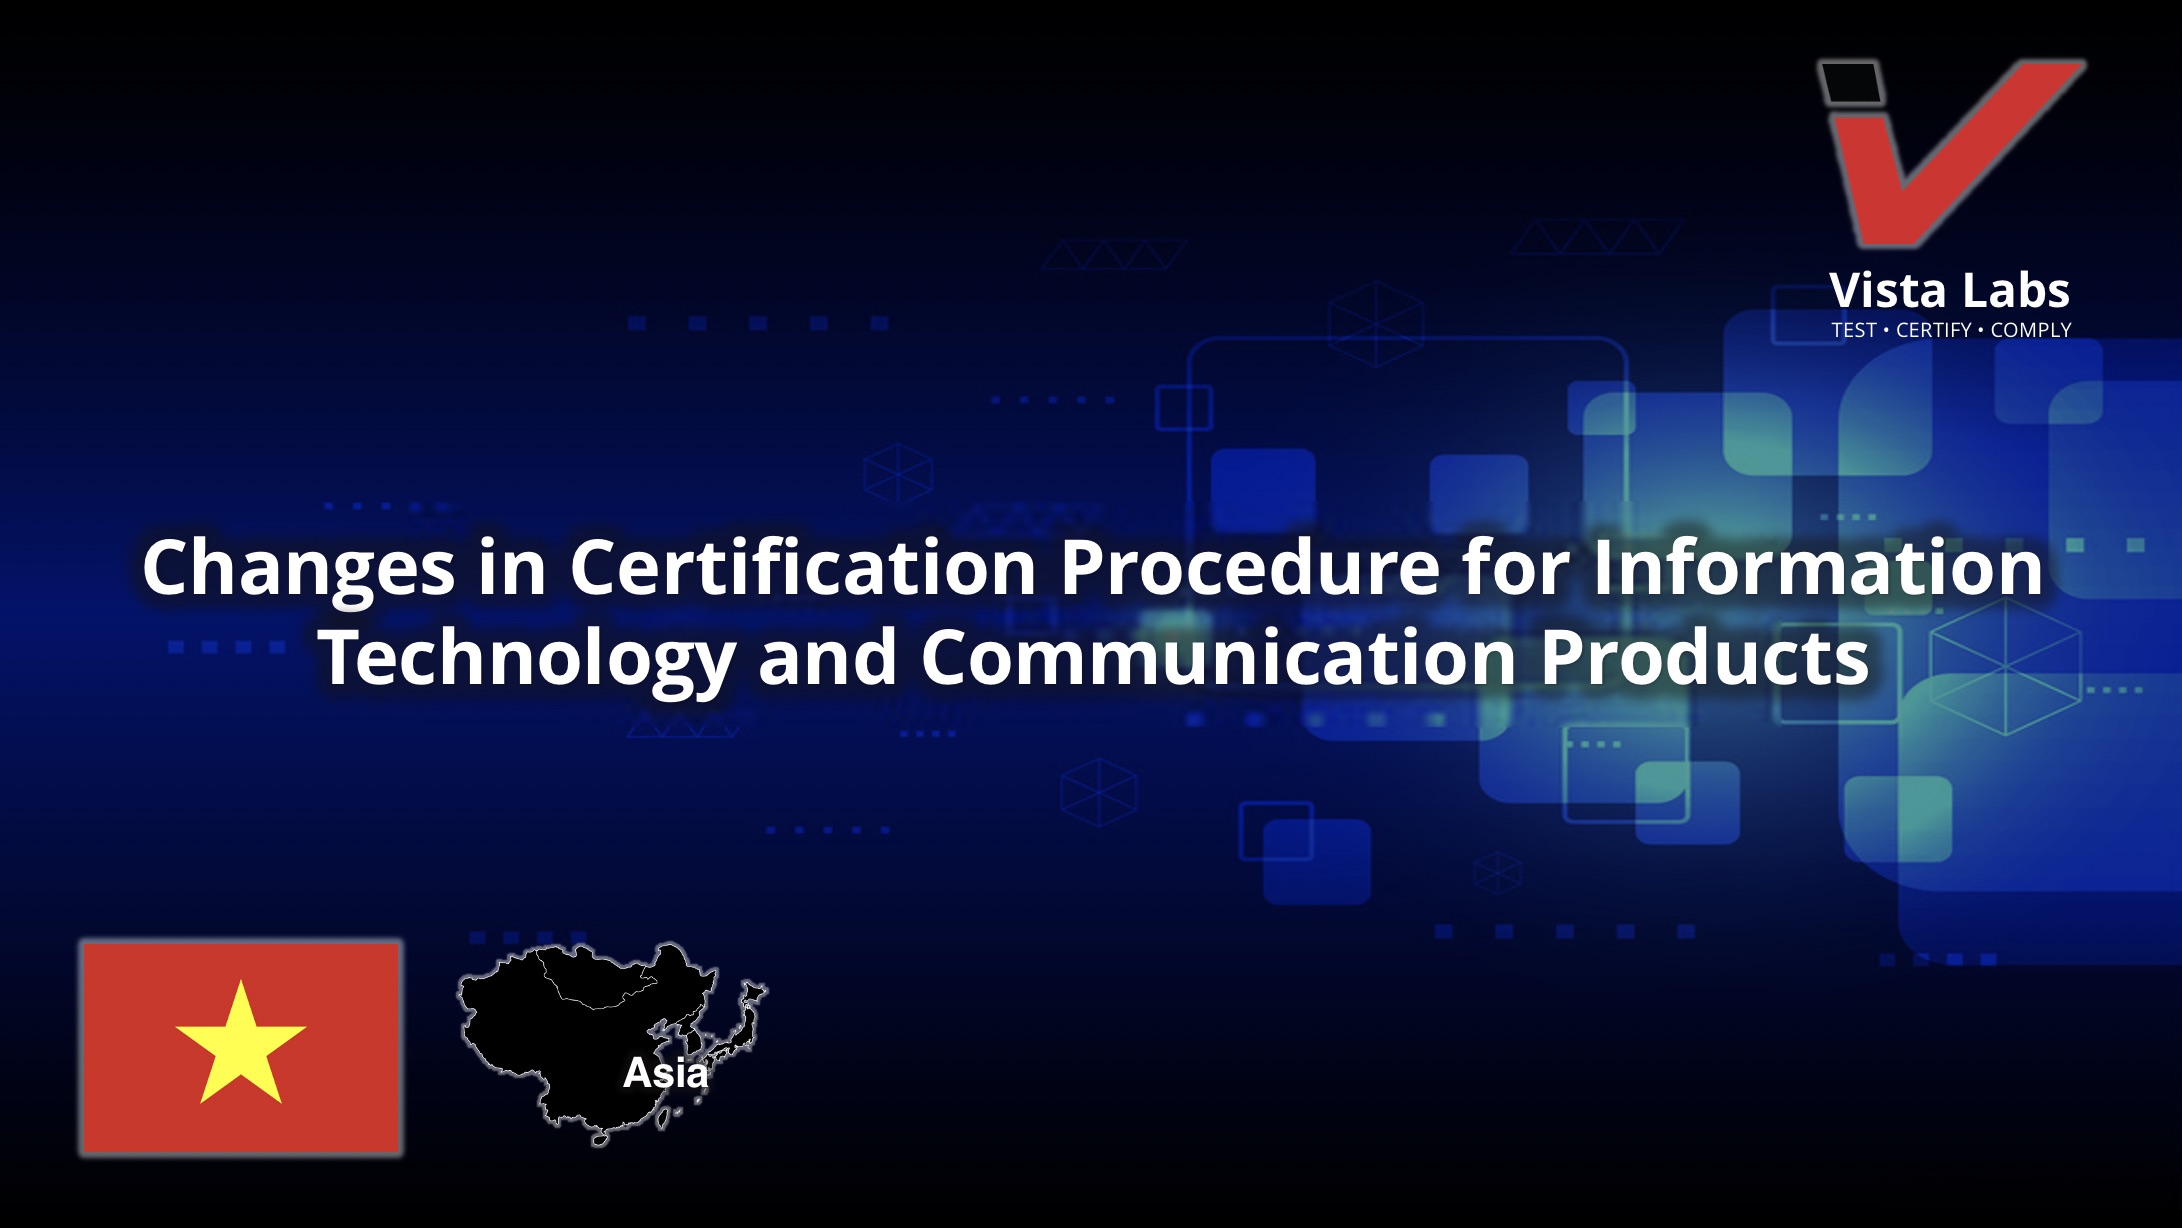 Vista Labs
TEST • CERTIFY • COMPLY
Changes in Certification Procedure for Information
Technology and Communication Products
Asia